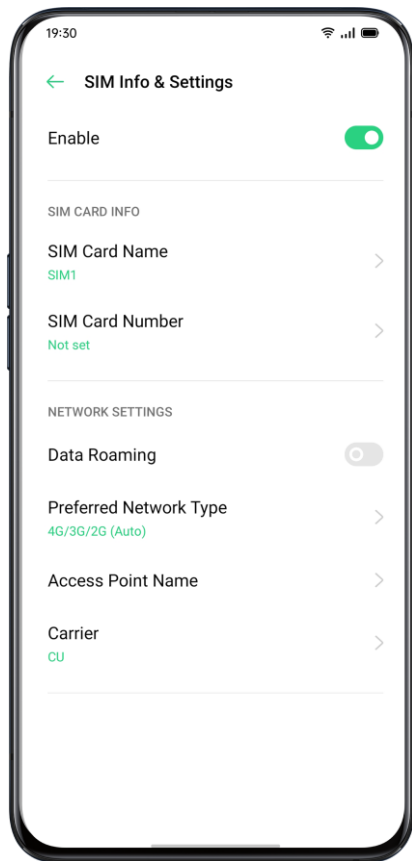 19:30
SIM Info & Settings
Enable
SIM CARD INFO
SIM Card Name
SIM1
SIM Card Number
Not set
NETWORK SETTINGS
Data Roaming
Preferred Network Type
4G/3G/2G (Auto)
Access Point Name
Carrier
CU